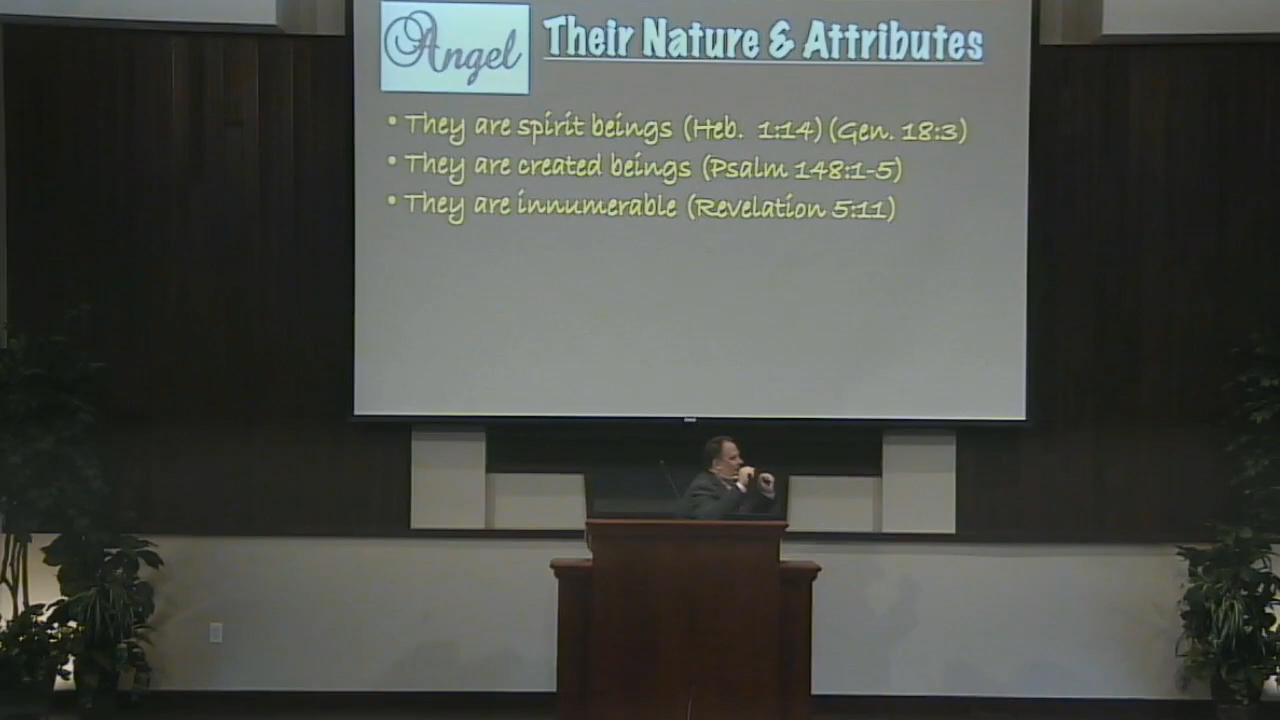 Angel
Their Nature & Attributes
• They are spirit beings (Heb. 1:14) (Gen. 18:3)
• They are created beings (Psalm 148:1-5)
• They are innumerable (Revelation 5:11)